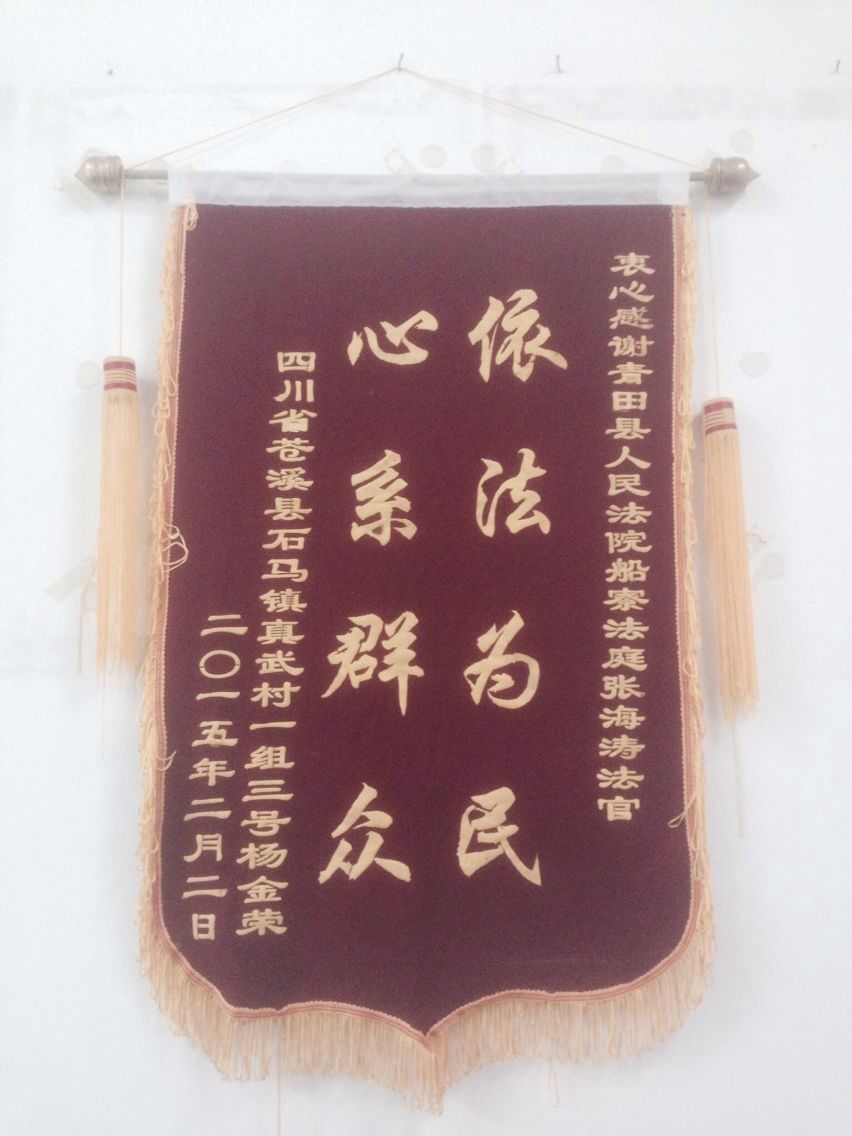 衷心感谢青田县人民法院船寮法庭张海涛法官
依法为民
心系群众
四川省苍溪县石马镇真武村一组三号杨金荣
二〇一五年二月二日